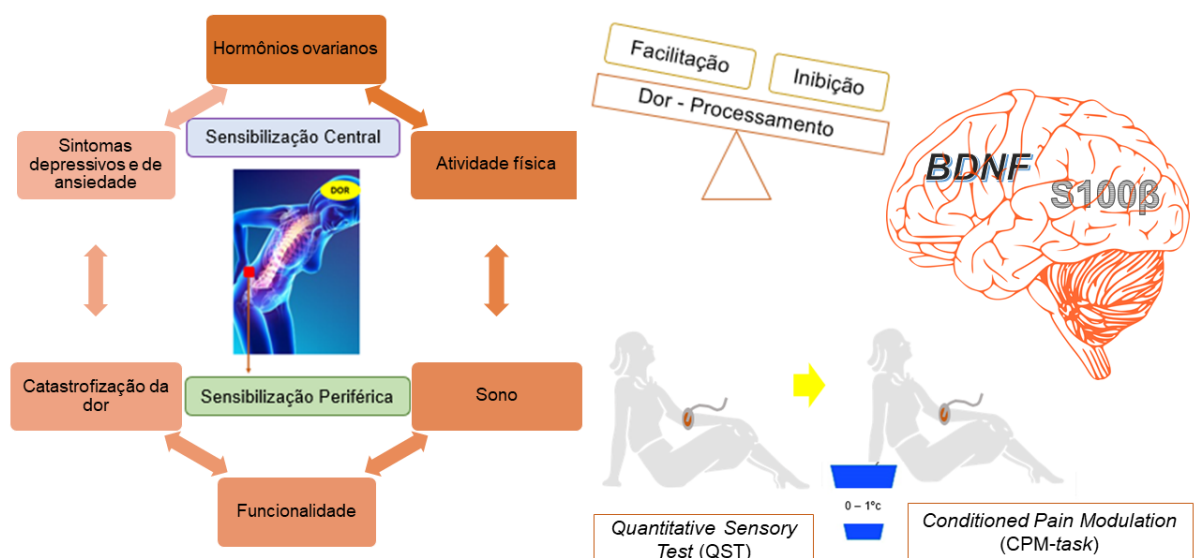 Hormônios ovarianos
Sintomas
depressivos e de
ansiedade
Sensibilização Central
Atividade física
DOR
Catastrofização da
dor
Sensibilização Periférica
Sono
Funcionalidade
Facilitação
Inibição
Dor - Processamento
BDNF
S100β
0 – 1°c
Quantitative Sensory
Test (QST)
Conditioned Pain Modulation
(CPM-task)